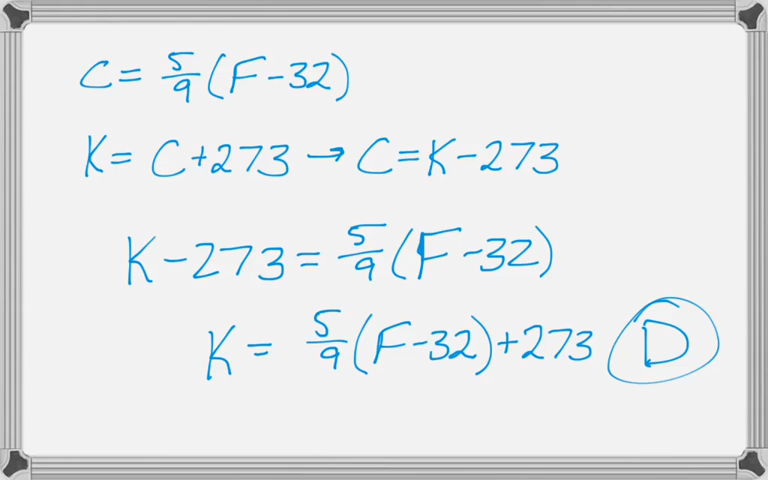 C = 5/9 (F - 32)
K = C + 273 → C = K - 273
K - 273 = 5/9 (F - 32)
K = 5/9 (F - 32) + 273 D